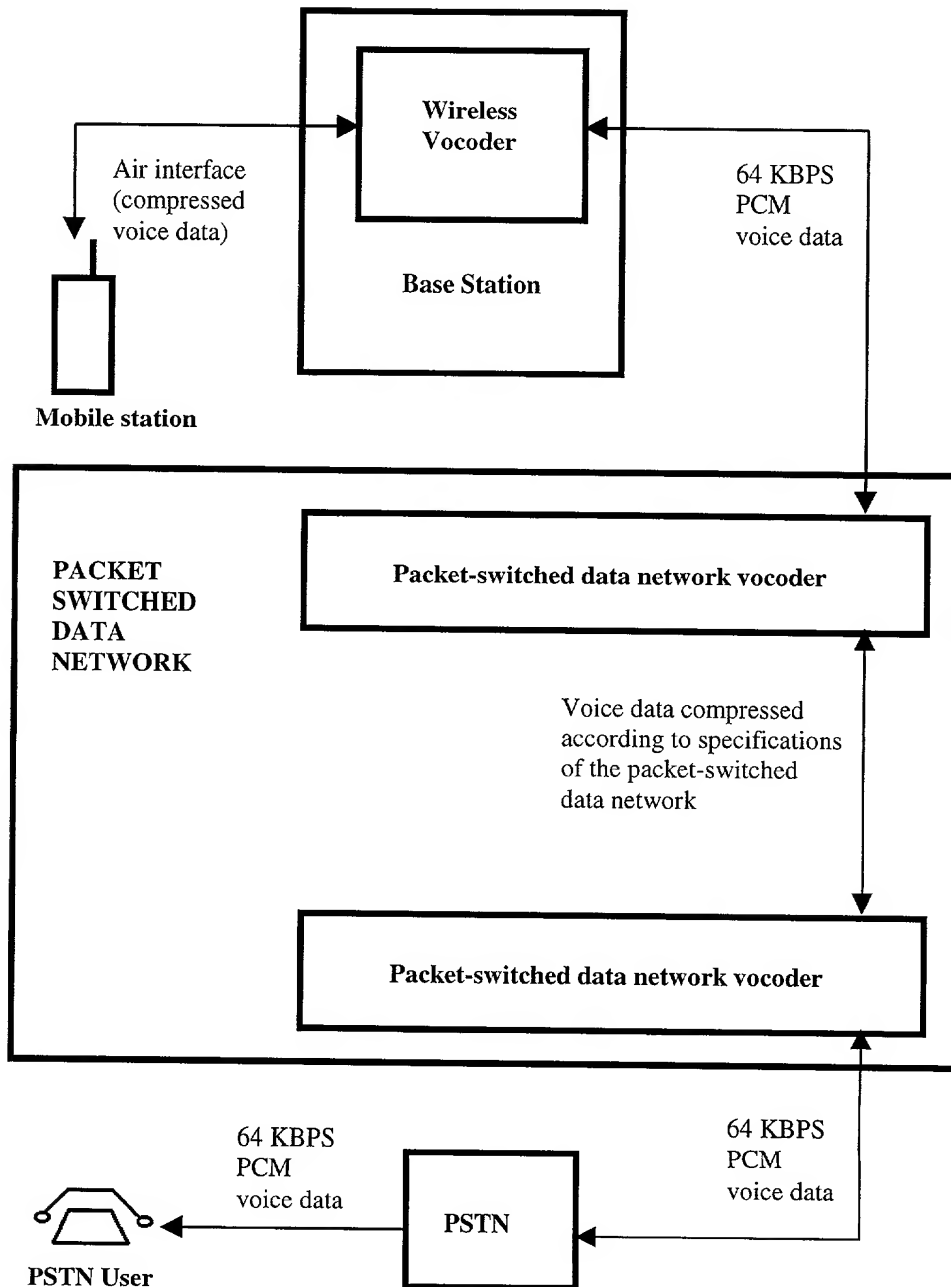 Wireless
Vocoder
Air interface
(compressed
voice data)
64 KBPS
PCM
voice data
Base Station
Mobile station
PACKET
SWITCHED
DATA
NETWORK
Packet-switched data network vocoder
Voice data compressed
according to specifications
of the packet-switched
data network
Packet-switched data network vocoder
64 KBPS
PCM
voice data
64 KBPS
PCM
voice data
PSTN
PSTN User